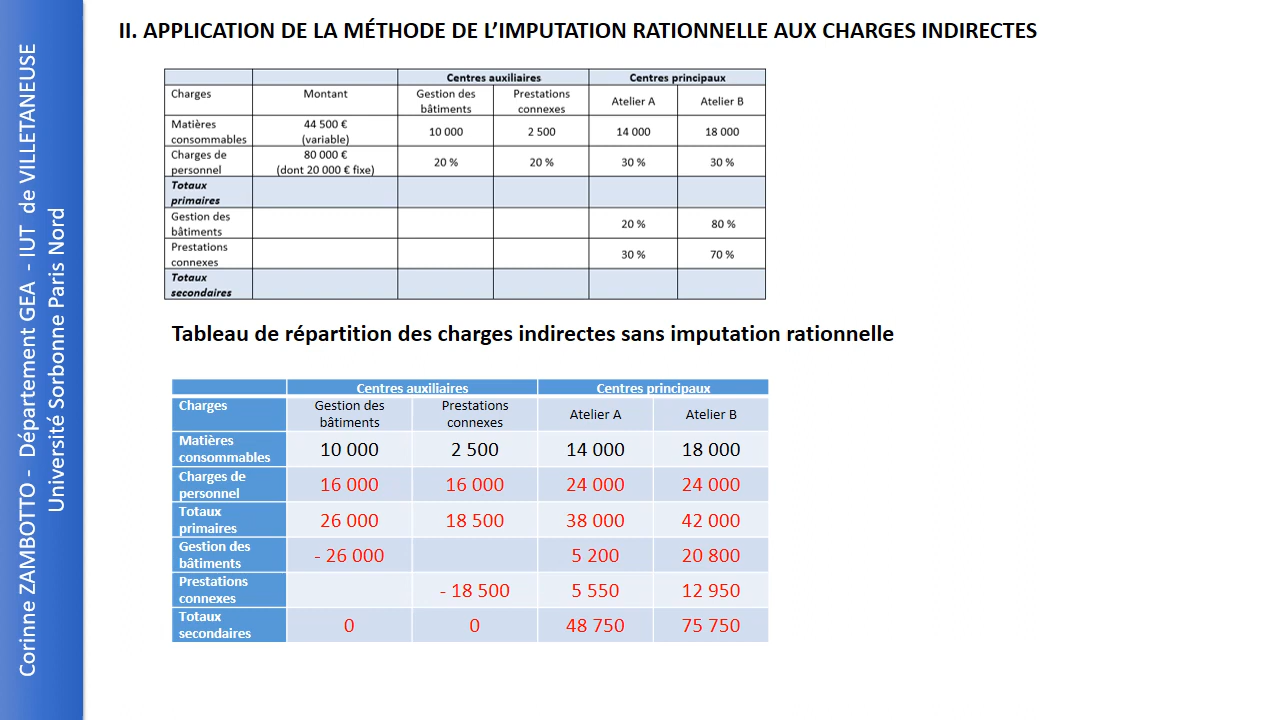 Corinne ZAMBOTTO - Département GEA - IUT de VILLETANEUSE
Université Sorbonne Paris Nord
II. APPLICATION DE LA MÉTHODE DE L’IMPUTATION RATIONNELLE AUX CHARGES INDIRECTES
Centres auxiliaires Centres principaux
Charges Montant Gestion des bâtiments Prestations connexes Atelier A Atelier B
Matières consommables 44 500 € (variable) 10 000 2 500 14 000 18 000
Charges de personnel 80 000 € (dont 20 000 € fixe) 20 % 20 % 30 % 30 %
Totaux primaires
Gestion des bâtiments 20 % 80 %
Prestations connexes 30 % 70 %
Totaux secondaires
Tableau de répartition des charges indirectes sans imputation rationnelle
Centres auxiliaires Centres principaux
Charges Gestion des bâtiments Prestations connexes Atelier A Atelier B
Matières consommables 10 000 2 500 14 000 18 000
Charges de personnel 16 000 16 000 24 000 24 000
Totaux primaires 26 000 18 500 38 000 42 000
Gestion des bâtiments - 26 000 5 200 20 800
Prestations connexes - 18 500 5 550 12 950
Totaux secondaires 0 0 48 750 75 750